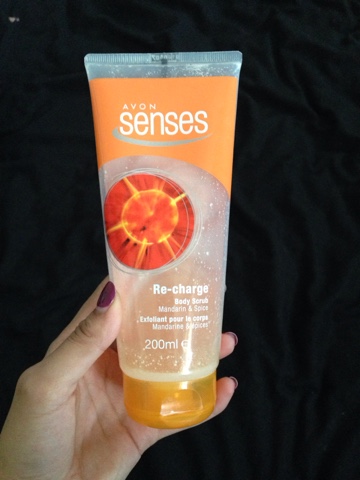 AVON
senses
Re-charge
Body Scrub
Mandarin & Spice
Exfoliant pour le corps
Mandarine & épices
200ml e